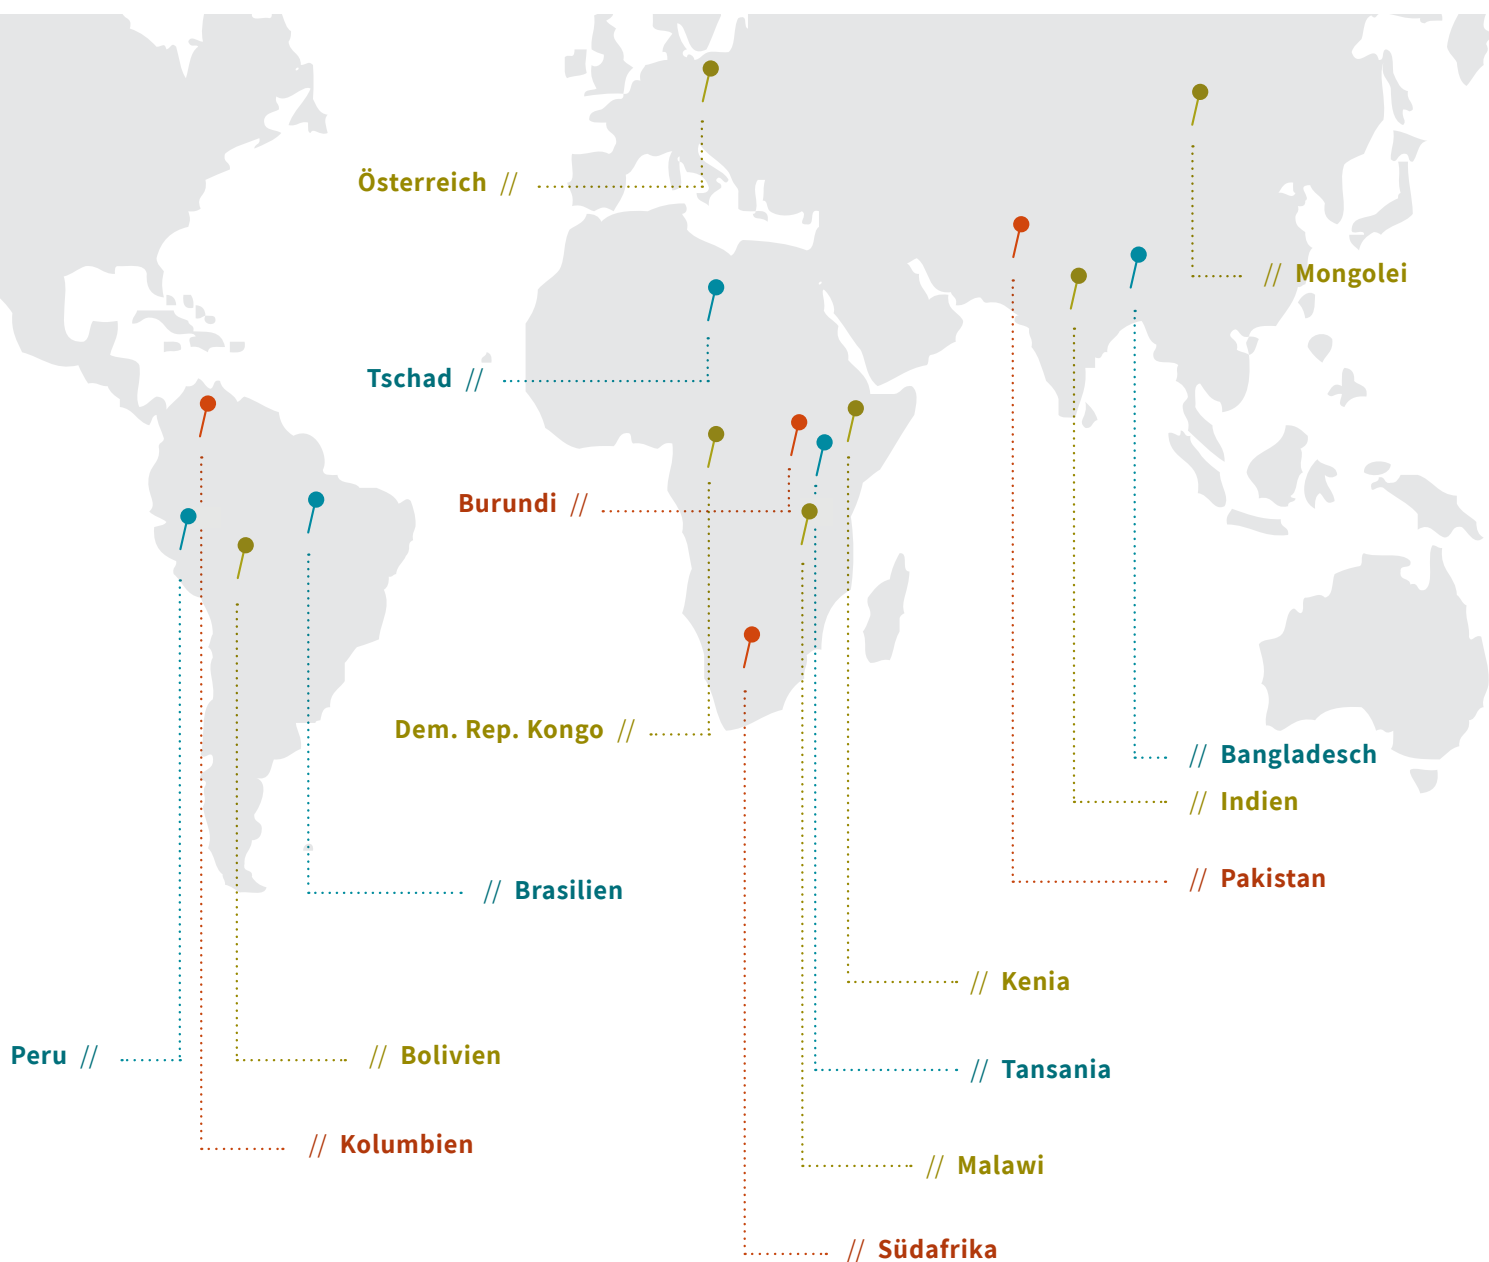 Österreich //
// Mongolei
Tschad //
Burundi //
Dem. Rep. Kongo //
// Bangladesch
// Indien
// Pakistan
// Brasilien
// Kenia
Peru //
// Bolivien
// Tansania
// Kolumbien
// Malawi
// Südafrika